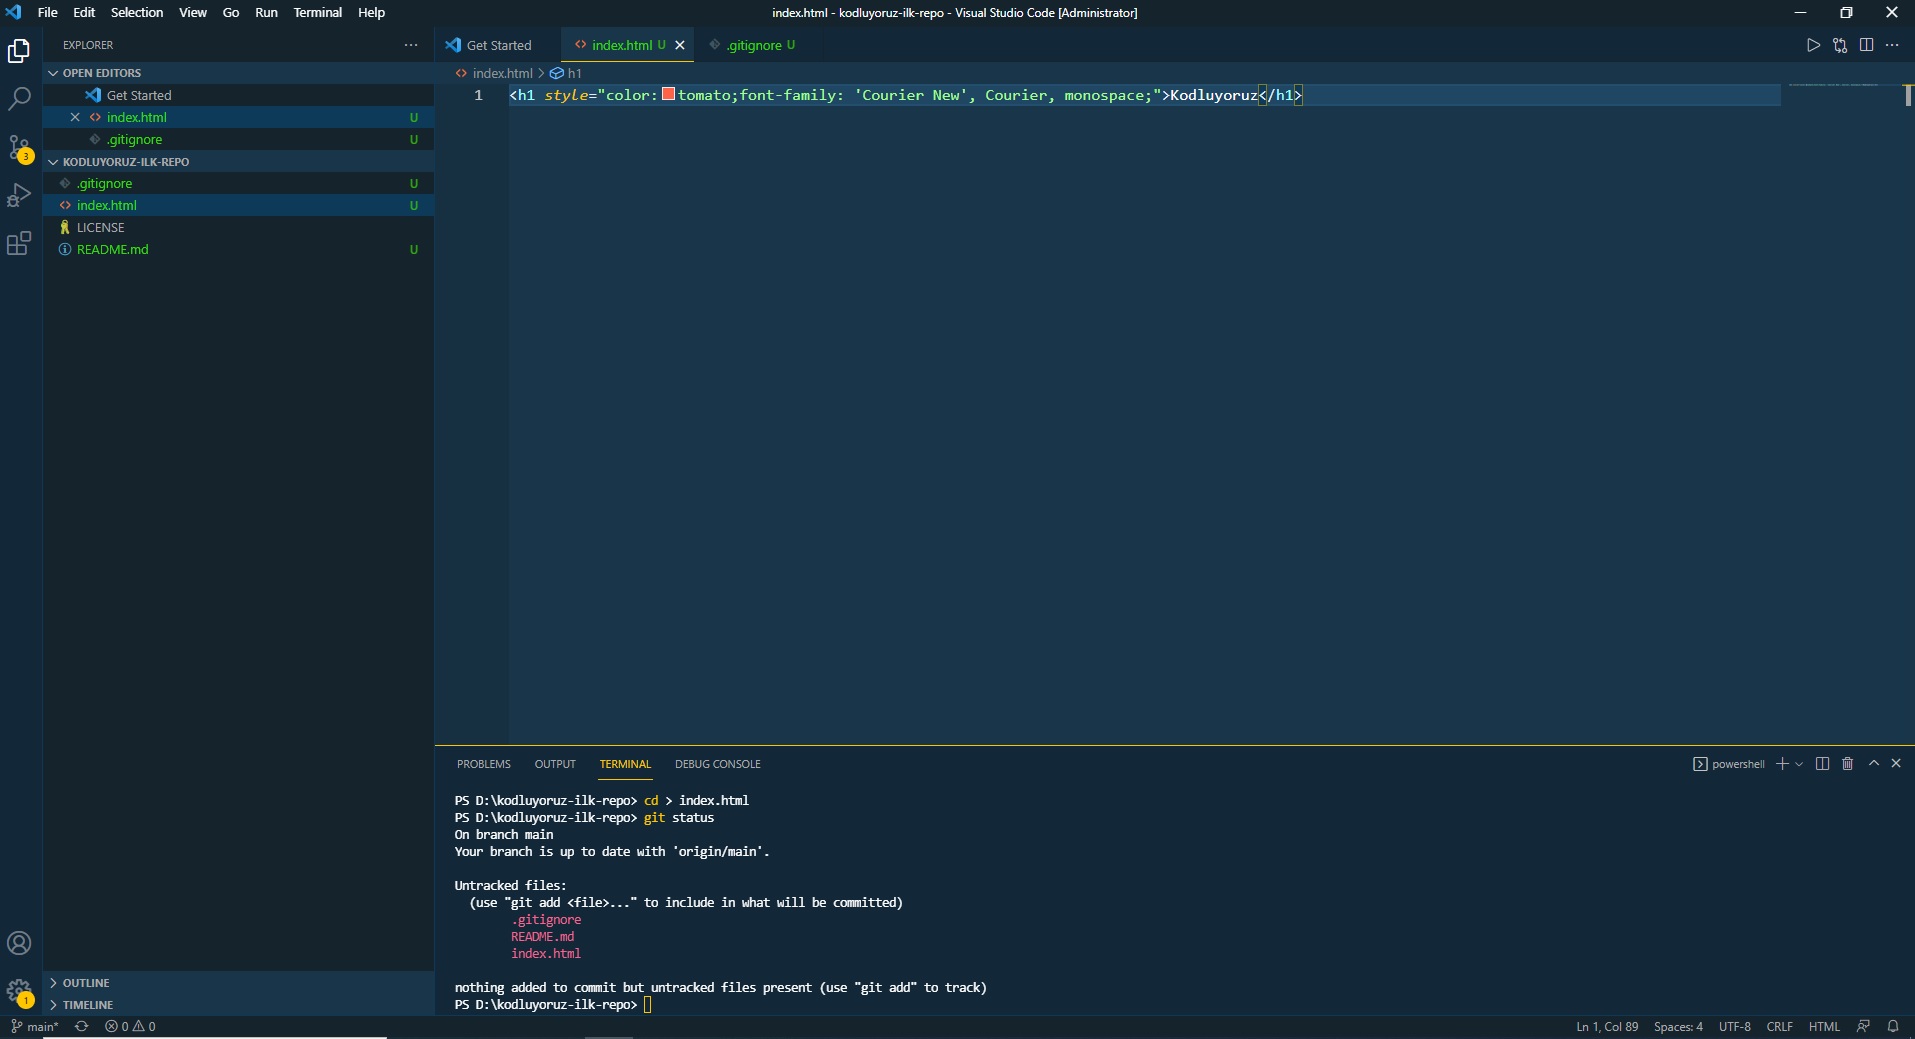 File Edit Selection View Go Run Terminal Help
index.html - kodluyoruz-ilk-repo - Visual Studio Code [Administrator]
EXPLORER
OPEN EDITORS
Get Started
index.html U
.gitignore U
KODLUYORUZ-ILK-REPO
.gitignore U
index.html U
LICENSE
README.md U
3
1
OUTLINE
TIMELINE
Get Started index.html U .gitignore U
index.html > h1
1 <h1 style="color:tomato;font-family: 'Courier New', Courier, monospace;">Kodluyoruz</h1>
PROBLEMS OUTPUT TERMINAL DEBUG CONSOLE
powershell
PS D:\kodluyoruz-ilk-repo> cd > index.html
PS D:\kodluyoruz-ilk-repo> git status
On branch main
Your branch is up to date with 'origin/main'.
Untracked files:
(use "git add <file>..." to include in what will be committed)
.gitignore
README.md
index.html
nothing added to commit but untracked files present (use "git add" to track)
PS D:\kodluyoruz-ilk-repo>
main* 0 0
Ln 1, Col 89 Spaces: 4 UTF-8 CRLF HTML